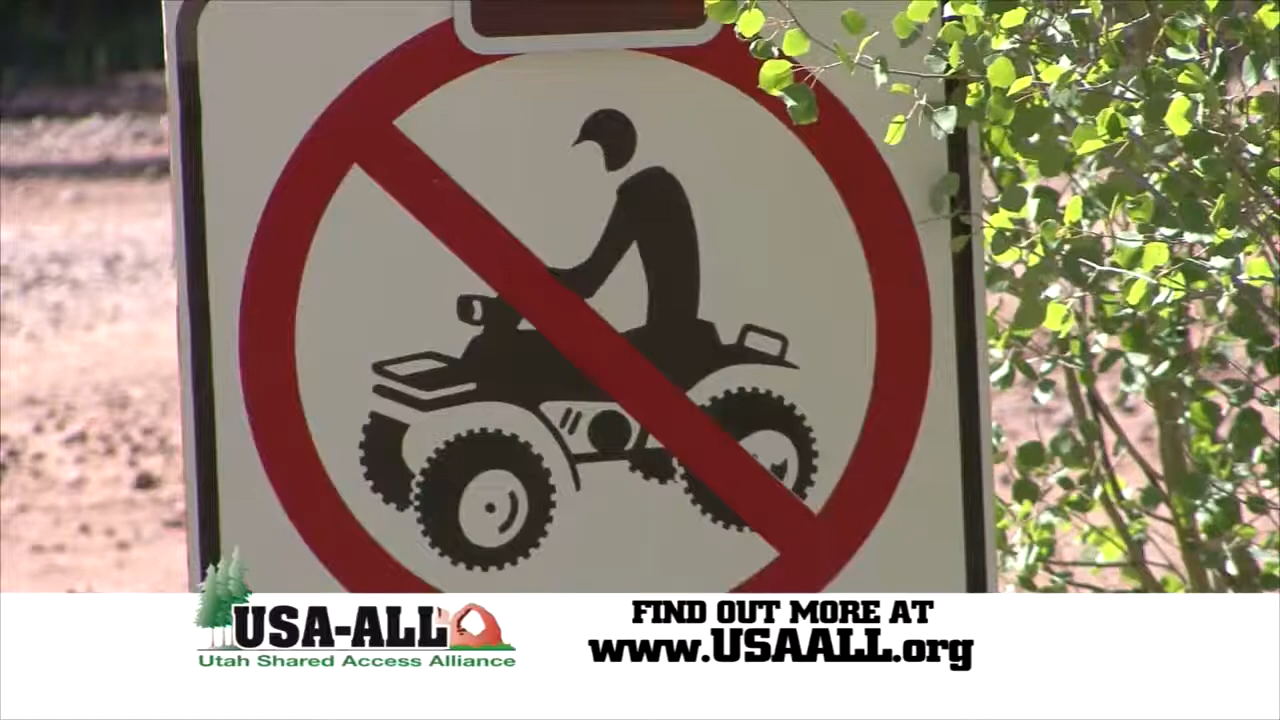 USA-ALL
Utah Shared Access Alliance
FIND OUT MORE AT
www.USAALL.org